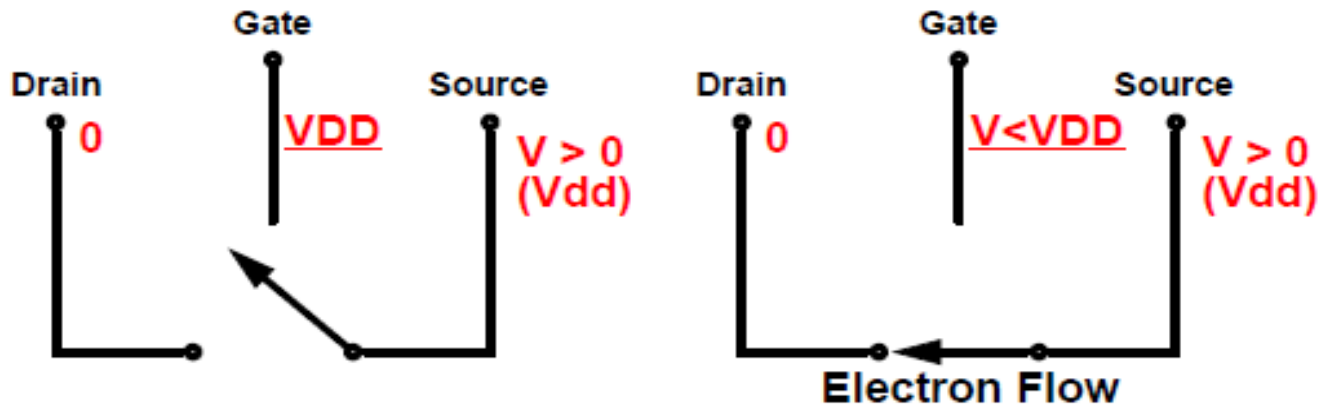 Gate
Drain
Source
0
VDD
V > 0
(Vdd)
Gate
Drain
Source
0
V<VDD
V > 0
(Vdd)
Electron Flow